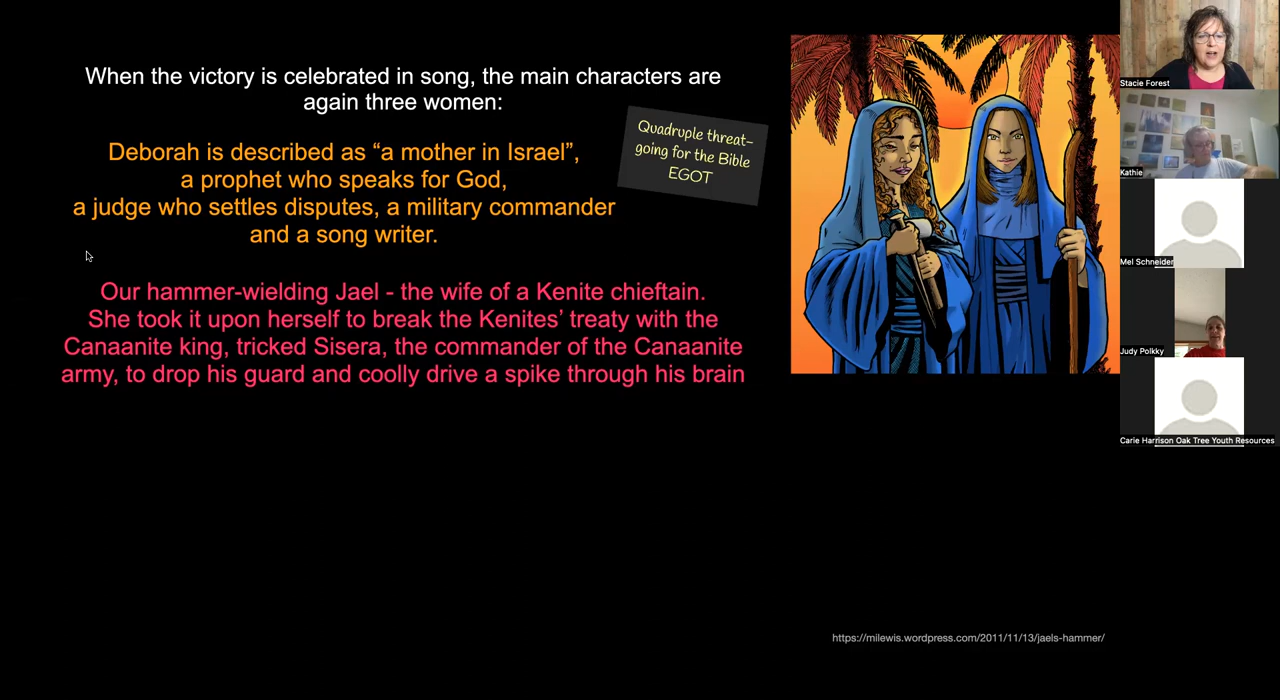 When the victory is celebrated in song, the main characters are
again three women:
Quadruple threat-
going for the Bible
EGOT
Deborah is described as “a mother in Israel”,
a prophet who speaks for God,
a judge who settles disputes, a military commander
and a song writer.
Our hammer-wielding Jael - the wife of a Kenite chieftain.
She took it upon herself to break the Kenites’ treaty with the
Canaanite king, tricked Sisera, the commander of the Canaanite
army, to drop his guard and coolly drive a spike through his brain
https://milewis.wordpress.com/2011/11/13/jaels-hammer/
Stacie Forest
Kathie
Mel Schneider
Judy Polkky
Carie Harrison Oak Tree Youth Resources